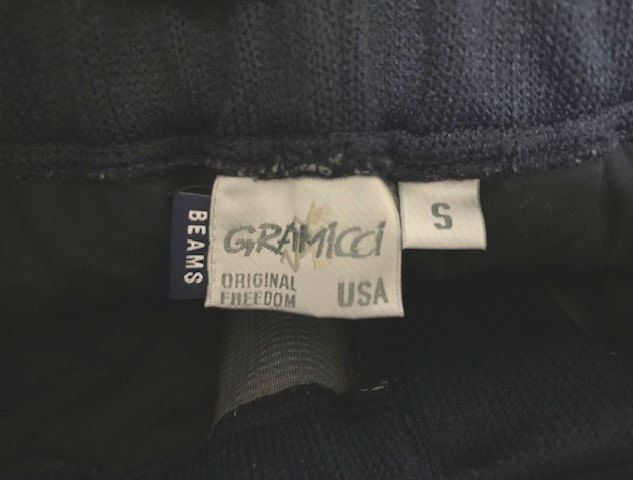 BEAMS
GRAMICCi
ORIGINAL
FREEDOM
USA
S